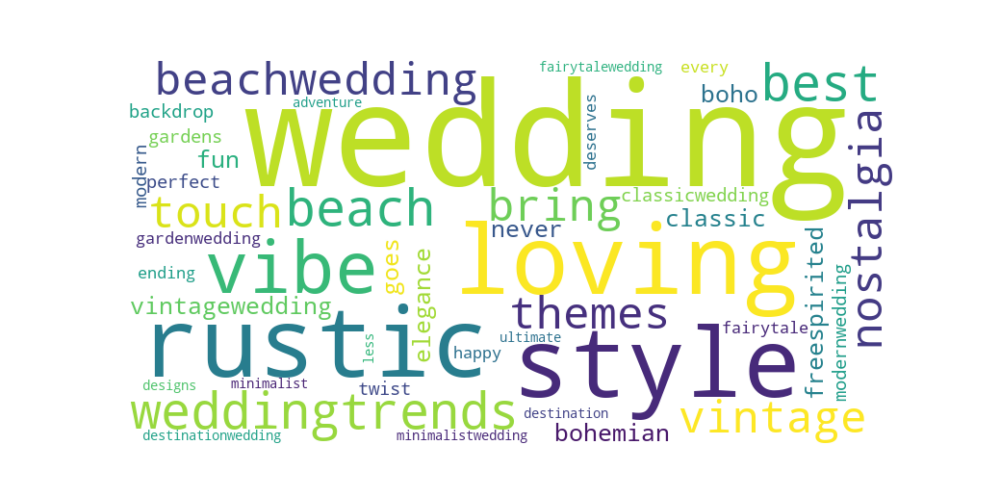 fairytalewedding
every
beachwedding
wedding
best
adventure
boho
backdrop
deserves
gardens
fun
modern
perfect
nostalgia
touch
beach
bring
classicwedding
classic
never
gardenwedding
vibe
goes
elegance
loving
freespirited
ending
vintagewedding
themes
modernwedding
rustic
less
happy
ultimate
fairytale
style
designs
minimalist
twist
weddingtrends
destination
vintage
destinationwedding
minimalistwedding
bohemian